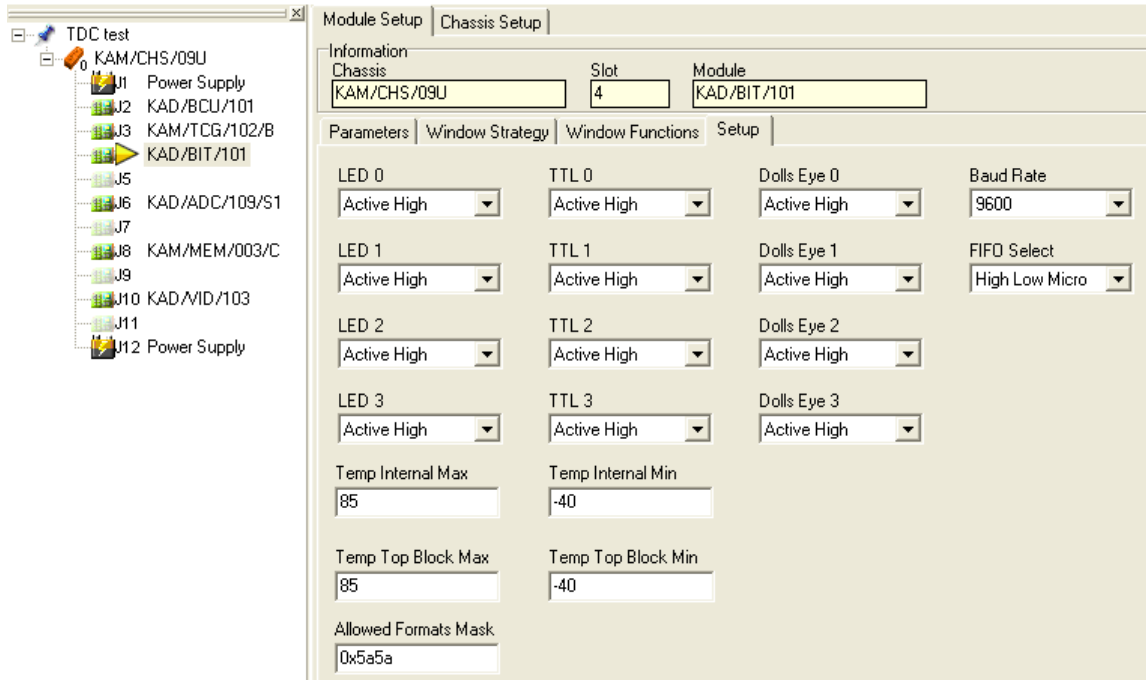 TDC test
0 KAM/CHS/09U
J1 Power Supply
J2 KAD/BCU/101
J3 KAM/TCG/102/B
KAD/BIT/101
J5
J6 KAD/ADC/109/S1
J7
J8 KAM/MEM/003/C
J9
J10 KAD/VID/103
J11
J12 Power Supply
Module Setup Chassis Setup
Information
Chassis Slot Module
KAM/CHS/09U 4 KAD/BIT/101
Parameters Window Strategy Window Functions Setup
LED 0 TTL 0 Dolls Eye 0 Baud Rate
Active High Active High Active High 9600
LED 1 TTL 1 Dolls Eye 1 FIFO Select
Active High Active High Active High High Low Micro
LED 2 TTL 2 Dolls Eye 2
Active High Active High Active High
LED 3 TTL 3 Dolls Eye 3
Active High Active High Active High
Temp Internal Max Temp Internal Min
85 -40
Temp Top Block Max Temp Top Block Min
85 -40
Allowed Formats Mask
0x5a5a